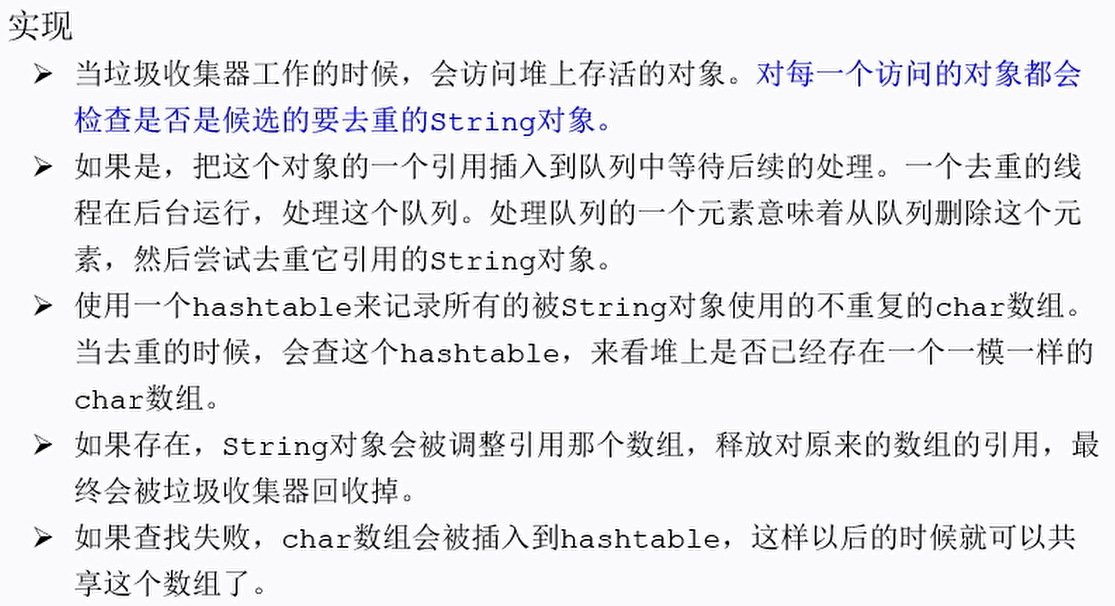 实现
➤ 当垃圾收集器工作的时候，会访问堆上存活的对象。对每一个访问的对象都会
检查是否是候选的要去重的String对象。
➤ 如果是，把这个对象的一个引用插入到队列中等待后续的处理。一个去重的线
程在后台运行，处理这个队列。处理队列的一个元素意味着从队列删除这个元
素，然后尝试去重它引用的String对象。
➤ 使用一个hashtable来记录所有的被String对象使用的不重复的char数组。
当去重的时候，会查这个hashtable，来看堆上是否已经存在一个一模一样的
char数组。
➤ 如果存在，String对象会被调整引用那个数组，释放对原来的数组的引用，最
终会被垃圾收集器回收掉。
➤ 如果查找失败，char数组会被插入到hashtable，这样以后的时候就可以共
享这个数组了。